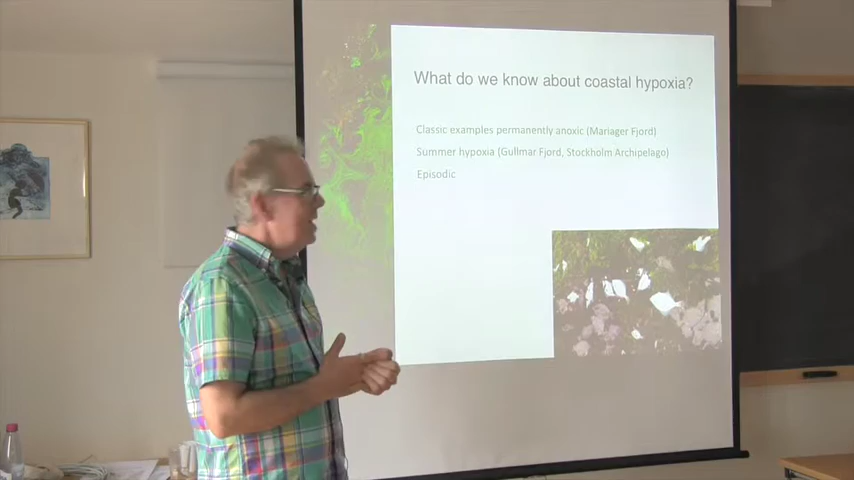 What do we know about coastal hypoxia?
Classic examples permanently anoxic (Mariager Fjord)
Summer hypoxia (Gullmar Fjord, Stockholm Archipelago)
Episodic